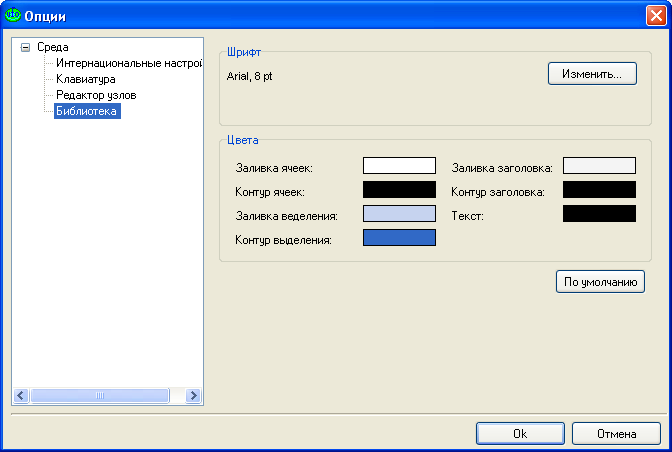 Опции
Среда
Интернациональные настрой
Клавиатура
Редактор узлов
Библиотека
Шрифт
Arial, 8 pt
Изменить...
Цвета
Заливка ячеек:
Заливка заголовка:
Контур ячеек:
Контур заголовка:
Заливка веделения:
Текст:
Контур выделения:
По умолчанию
Ok
Отмена